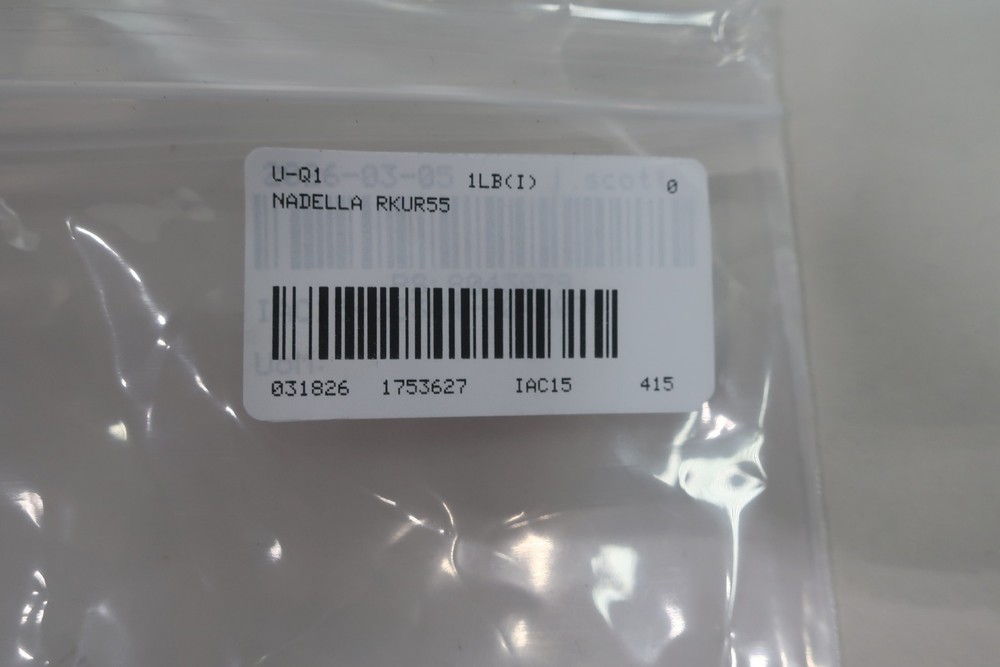 U-Q1 1LB(I) 0
NADELLA RKUR55
031826 1753627 IAC15 415